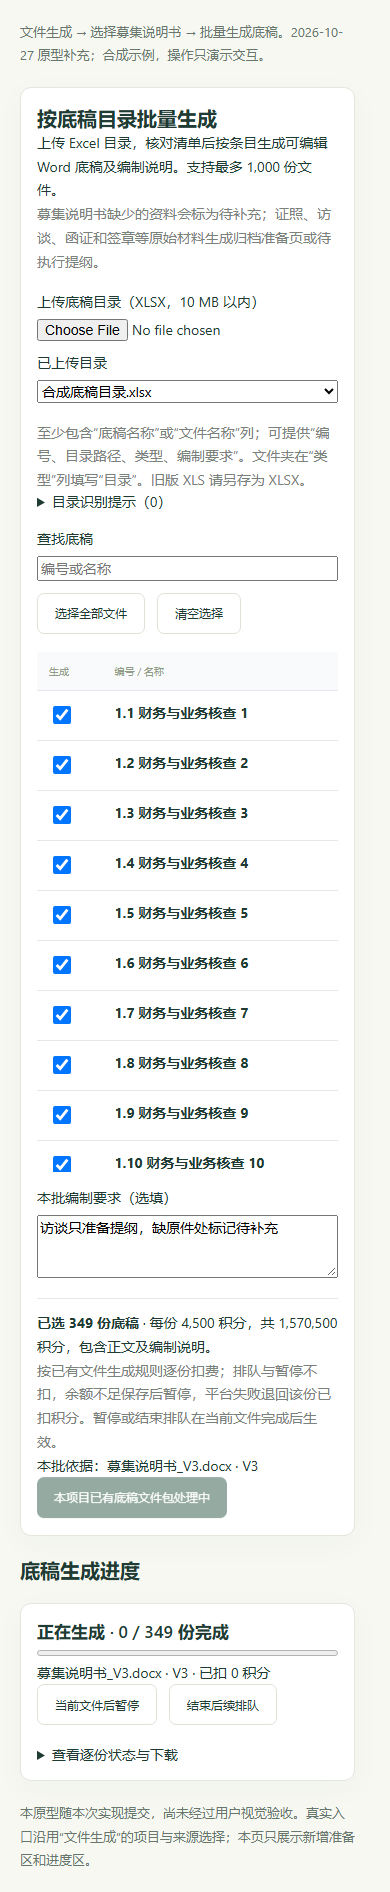 文件生成 → 选择募集说明书 → 批量生成底稿。2026-10-
27 原型补充；合成示例，操作只演示交互。
按底稿目录批量生成
上传 Excel 目录，核对清单后按条目生成可编辑
Word 底稿及编制说明。支持最多 1,000 份文
件。
募集说明书缺少的资料会标为待补充；证照、访
谈、函证和签章等原始材料生成归档准备页或待
执行提纲。
上传底稿目录（XLSX，10 MB 以内）
Choose File No file chosen
已上传目录
合成底稿目录.xlsx
至少包含“底稿名称”或“文件名称”列；可提供“编
号、目录路径、类型、编制要求”。文件夹在“类
型”列填写“目录”。旧版 XLS 请另存为 XLSX。
▶ 目录识别提示（0）
查找底稿
编号或名称
选择全部文件 清空选择
生成 编号 / 名称
1.1 财务与业务核查 1
1.2 财务与业务核查 2
1.3 财务与业务核查 3
1.4 财务与业务核查 4
1.5 财务与业务核查 5
1.6 财务与业务核查 6
1.7 财务与业务核查 7
1.8 财务与业务核查 8
1.9 财务与业务核查 9
1.10 财务与业务核查 10
本批编制要求（选填）
访谈只准备提纲，缺原件处标记待补充
已选 349 份底稿 · 每份 4,500 积分，共 1,570,500
积分，包含正文及编制说明。
按已有文件生成规则逐份扣费；排队与暂停不
扣，余额不足保存后暂停，平台失败退回该份已
扣积分。暂停或结束排队在当前文件完成后生
效。
本批依据：募集说明书_V3.docx · V3
本项目已有底稿文件包处理中
底稿生成进度
正在生成 · 0 / 349 份完成
募集说明书_V3.docx · V3 · 已扣 0 积分
当前文件后暂停 结束后续排队
▶ 查看逐份状态与下载
本原型随本次实现提交，尚未经过用户视觉验收。真实入
口沿用“文件生成”的项目与来源选择；本页只展示新增准备
区和进度区。